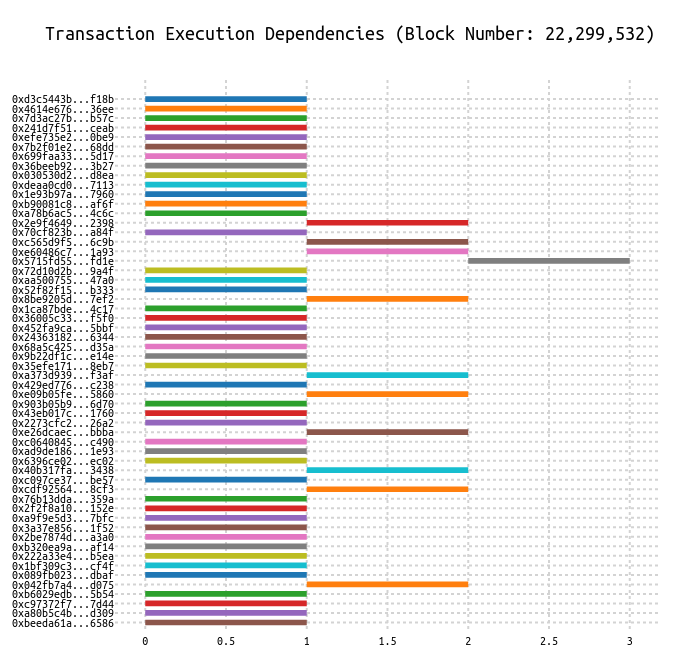 Transaction Execution Dependencies (Block Number: 22,299,532)
0xd3c5443b...f18b
0x4614e676...36ee
0x7d3ac27b...b57c
0x241d7f51...ceab
0xefe735e2...0be9
0x7b2f01e2...68dd
0x699faa33...5d17
0x36beeb92...3b27
0x030530d2...d8ea
0xdeaa0cd0...7113
0x1e93b97a...7960
0xb90081c8...af6f
0xa78b6ac5...4c6c
0x2e9f4649...2398
0x70cf823b...a84f
0xc565d9f5...6c9b
0xe60486c7...1a93
0x5715fd55...fd1e
0x72d10d2b...9a4f
0xaa500755...47a0
0x52f82f15...b333
0x8be9205d...7ef2
0x1ca87bde...4c17
0x36005c33...f5f0
0x452fa9ca...5bbf
0x24363182...6344
0x68a5c425...d35a
0x9b22df1c...e14e
0x35efe171...8eb7
0xa373d939...f3af
0x429ed776...c238
0xe09b05fe...5860
0x903b05b9...6d70
0x43eb017c...1760
0x2273cfc2...26a2
0xe26dcaec...bbba
0xc0640845...c490
0xad9de186...1e93
0x6396ce02...ec02
0x40b317fa...3438
0xc097ce37...be57
0xcdf92564...8cf3
0x76b13dda...359a
0x2f2f8a10...152e
0xa9f9e5d3...7bfc
0x3a37e856...1f52
0x2be7874d...a3a0
0xb320ea9a...af14
0x222a33e4...b5ea
0x1bf309c3...cf4f
0x089fb023...dbaf
0x042fb7a4...d075
0xb6029edb...5b54
0xc97372f7...7d44
0xa80b5c4b...d309
0xbeeda61a...6586
0 0.5 1 1.5 2 2.5 3